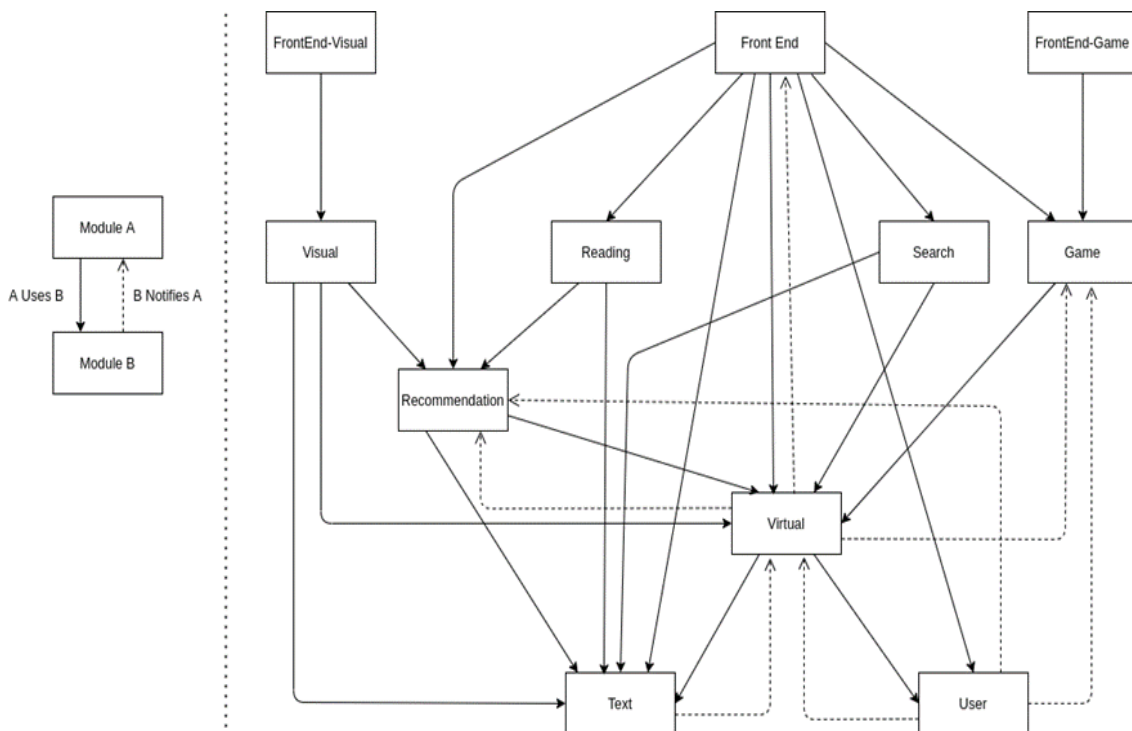 FrontEnd-Visual
Front End
FrontEnd-Game
Module A
Visual
Reading
Search
Game
A Uses B
B Notifies A
Module B
Recommendation
Virtual
Text
User